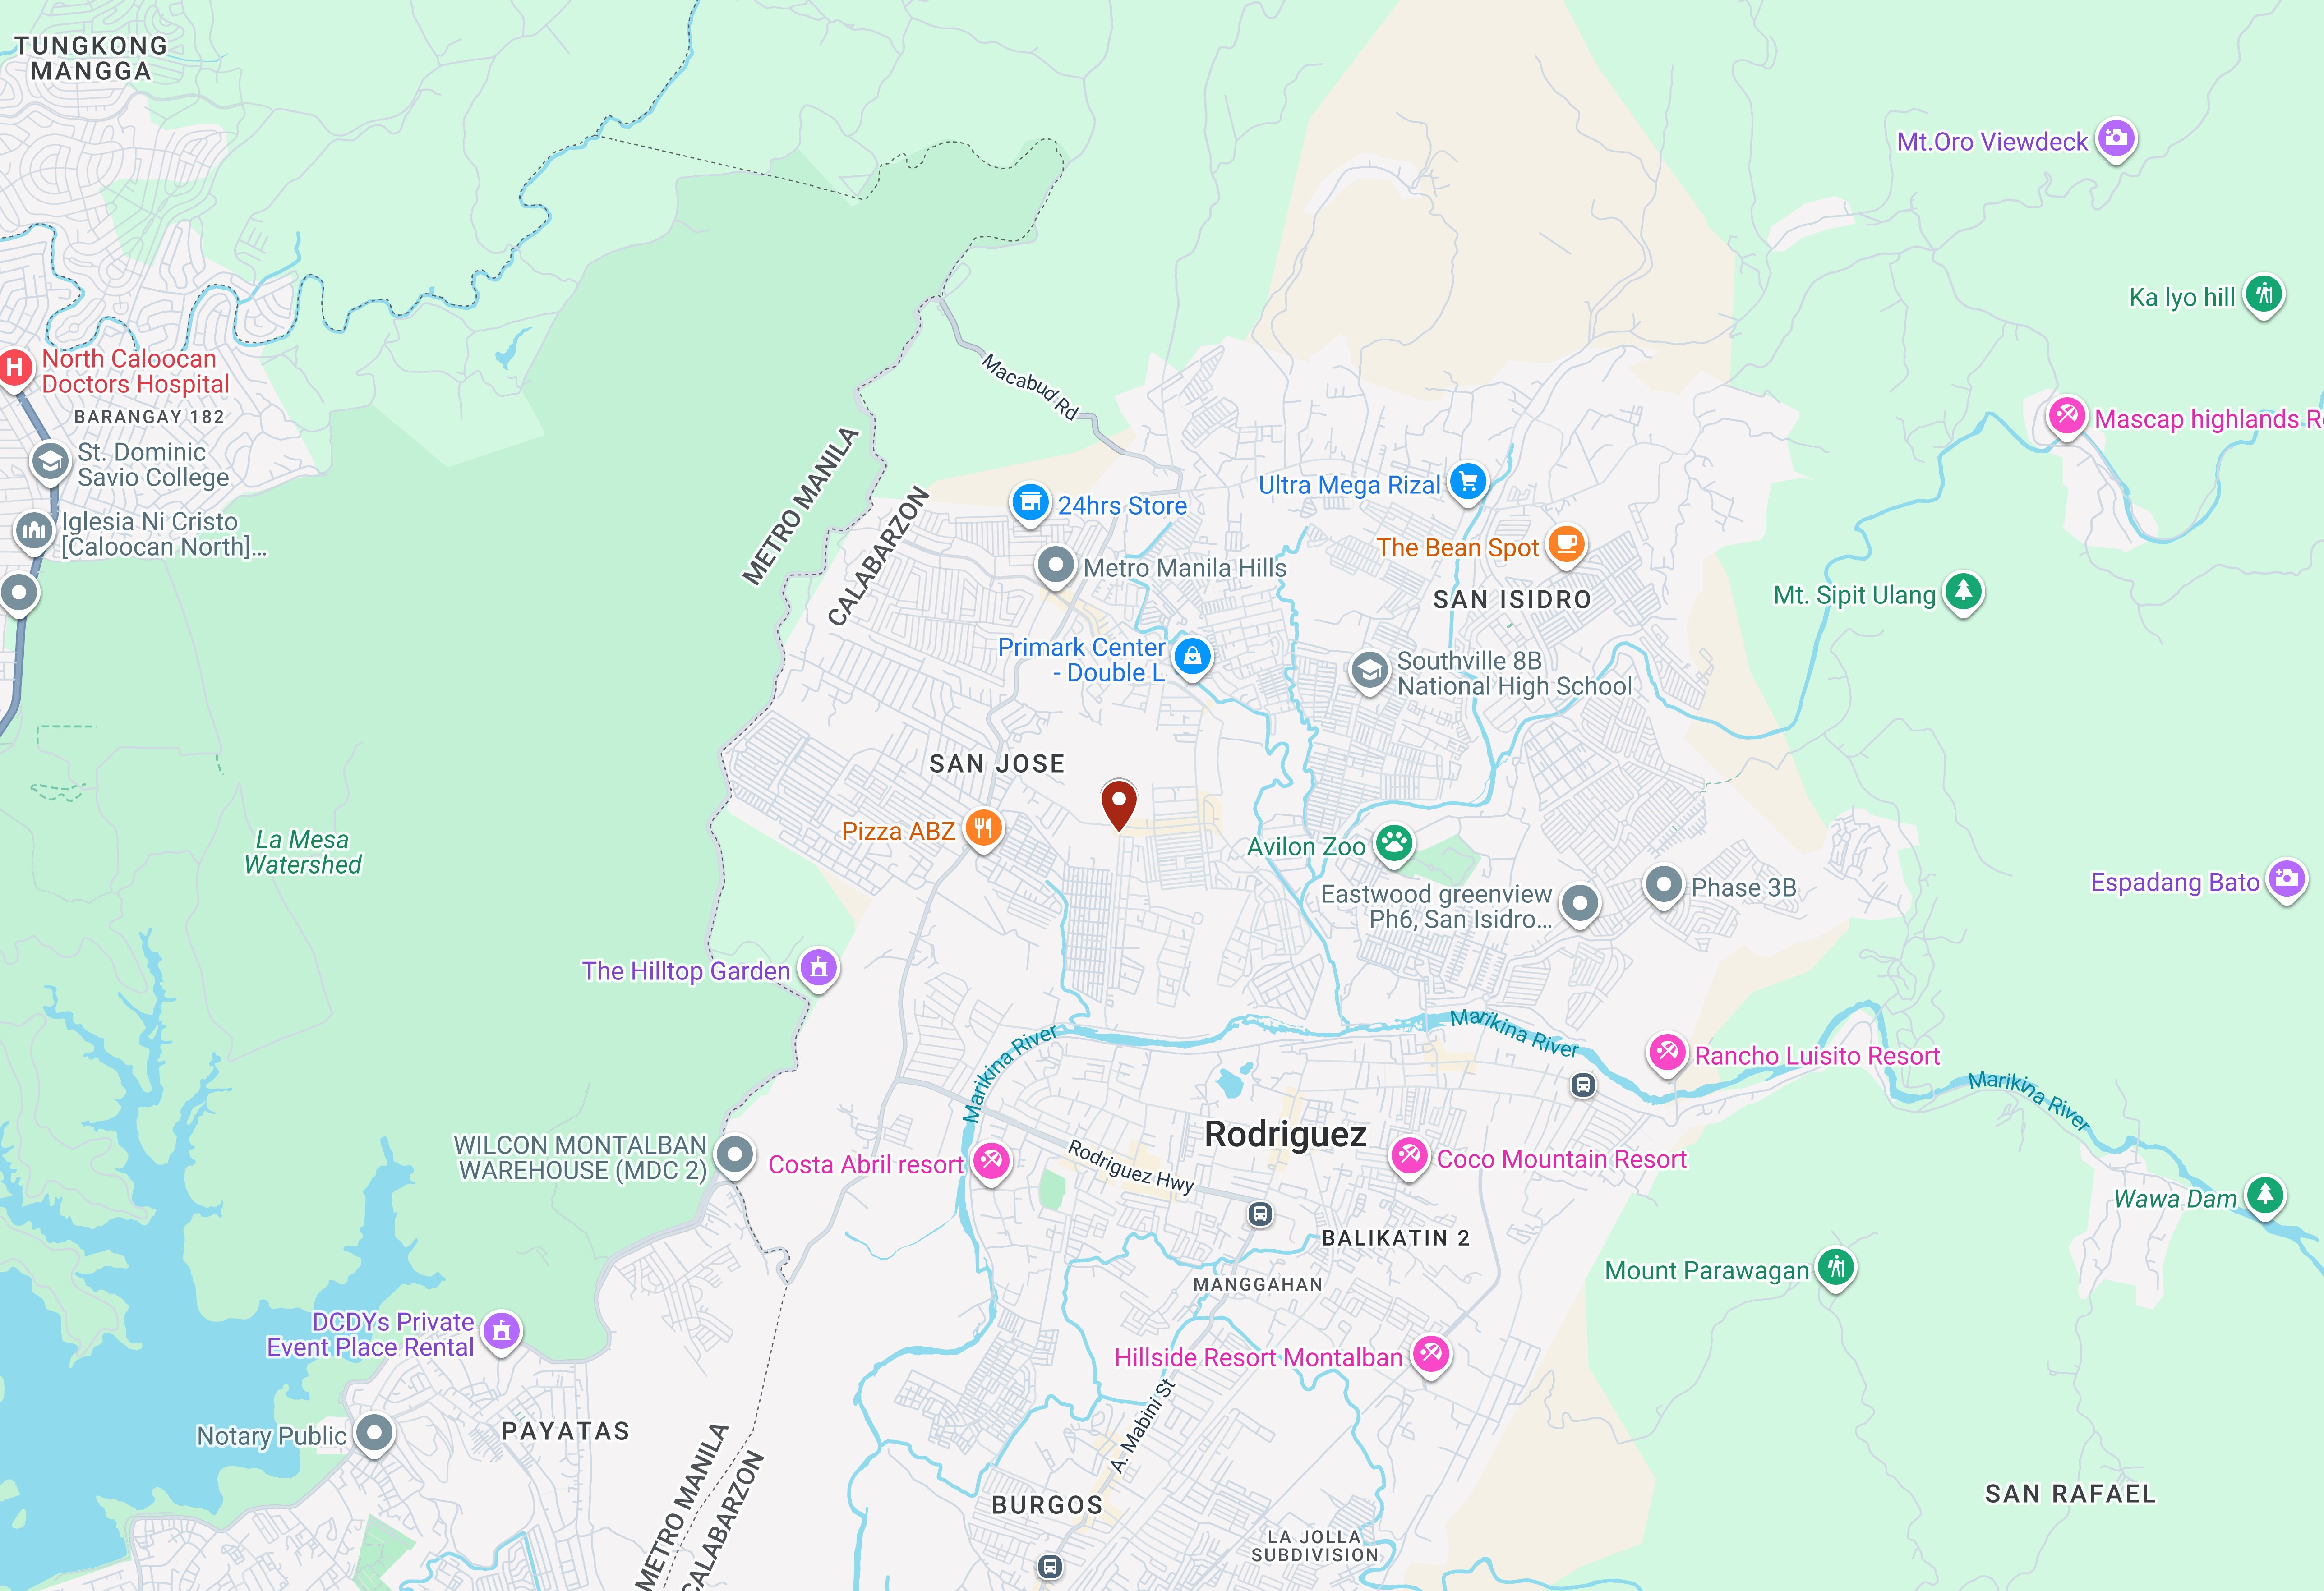 TUNGKONG
MANGGA
Mt.Oro Viewdeck
Ka lyo hill
North Caloocan
Doctors Hospital
BARANGAY 182
Macabud Rd
Mascap highlands R
St. Dominic
Savio College
METRO MANILA
CALABARZON
24hrs Store
Ultra Mega Rizal
Iglesia Ni Cristo
[Caloocan North]...
The Bean Spot
Metro Manila Hills
SAN ISIDRO
Mt. Sipit Ulang
Primark Center
- Double L
Southville 8B
National High School
SAN JOSE
Pizza ABZ
La Mesa
Watershed
Avilon Zoo
Eastwood greenview
Ph6, San Isidro...
Phase 3B
Espadang Bato
The Hilltop Garden
Marikina River
Marikina River
Rancho Luisito Resort
Marikina River
Rodriguez
WILCON MONTALBAN
WAREHOUSE (MDC 2)
Costa Abril resort
Rodriguez Hwy
Coco Mountain Resort
Wawa Dam
BALIKATIN 2
MANGGAHAN
Mount Parawagan
DCDYs Private
Event Place Rental
Hillside Resort Montalban
A. Mabini St
Notary Public
PAYATAS
METRO MANILA
CALABARZON
BURGOS
SAN RAFAEL
LA JOLLA
SUBDIVISION